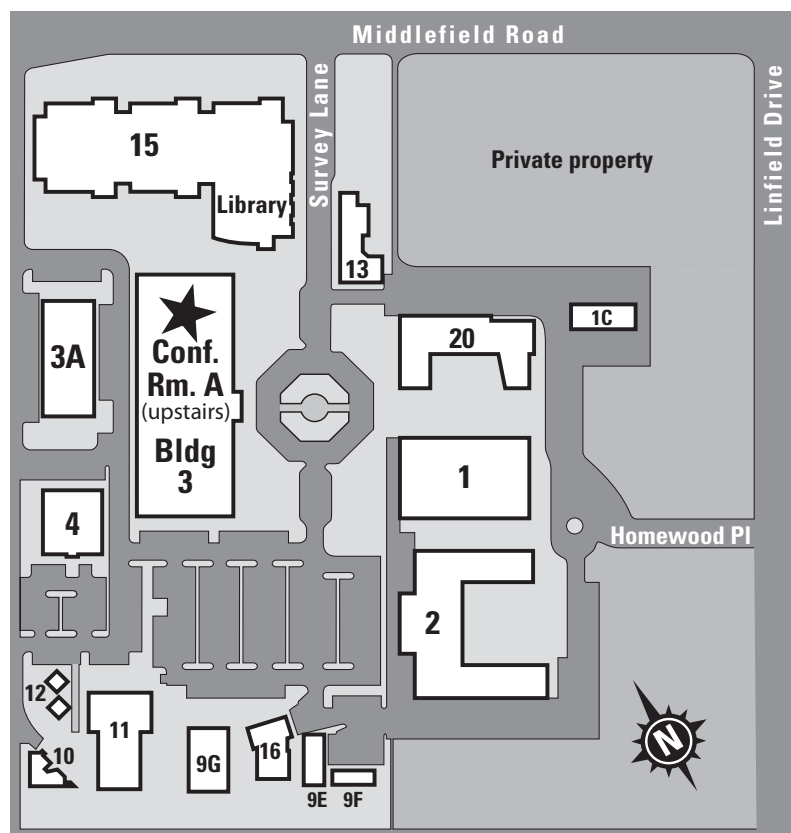 Middlefield Road
Survey Lane
Linfield Drive
15
Library
Private property
13
1C
20
3A
Conf.
Rm. A
(upstairs)
Bldg
3
1
4
Homewood Pl
2
12
11
10
9G
16
9E
9F
N